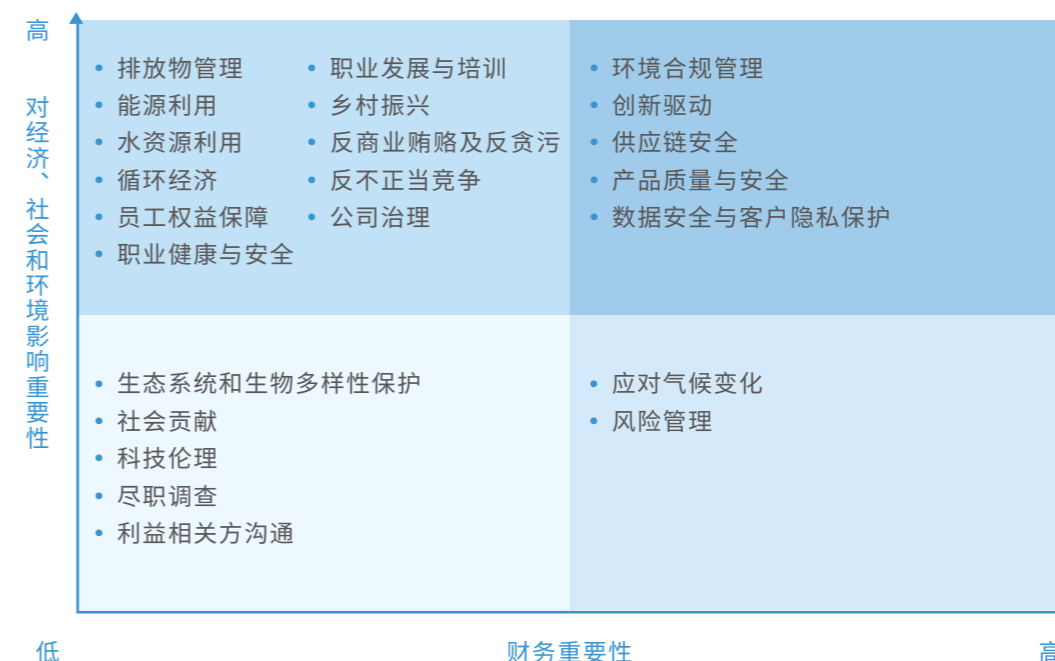 高
对经济、社会和环境影响重要性
• 排放物管理
• 能源利用
• 水资源利用
• 循环经济
• 员工权益保障
• 职业健康与安全
• 职业发展与培训
• 乡村振兴
• 反商业贿赂及反贪污
• 反不正当竞争
• 公司治理
• 环境合规管理
• 创新驱动
• 供应链安全
• 产品质量与安全
• 数据安全与客户隐私保护
• 生态系统和生物多样性保护
• 社会贡献
• 科技伦理
• 尽职调查
• 利益相关方沟通
• 应对气候变化
• 风险管理
低
财务重要性
高